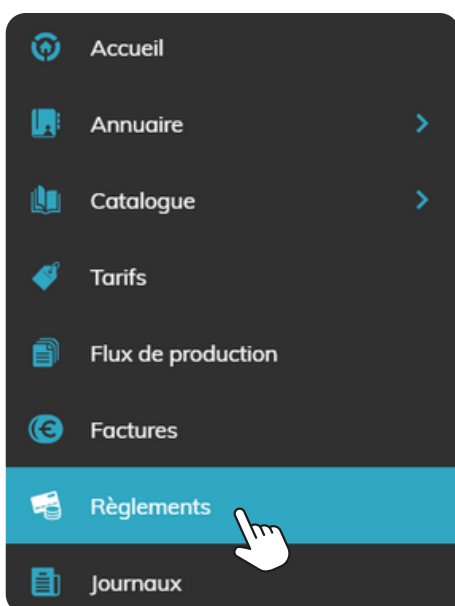 Accueil
Annuaire
Catalogue
Tarifs
Flux de production
Factures
Règlements
Journaux